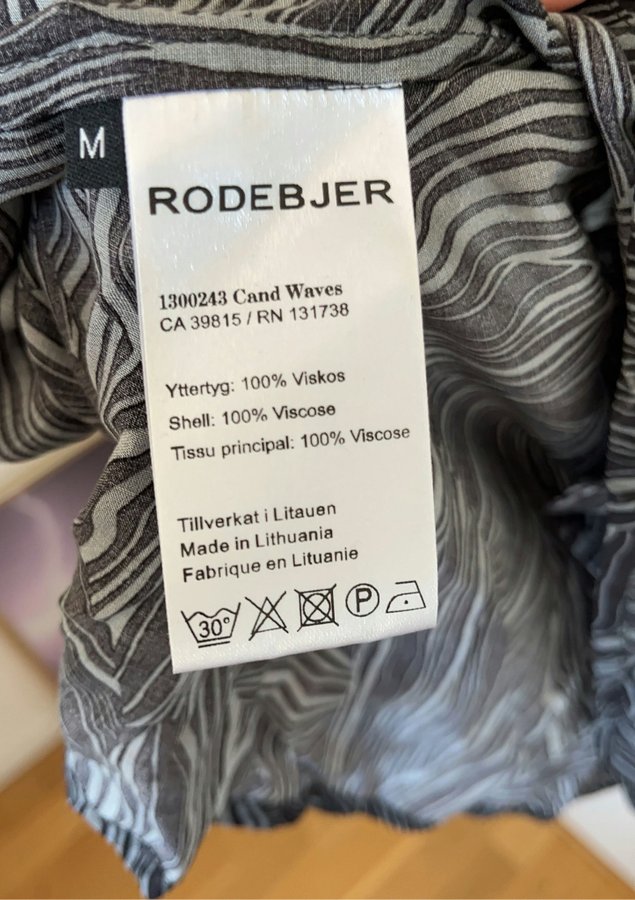 M
RODEBJER
1300243 Cand Waves
CA 39815 / RN 131738
Yttertyg: 100% Viskos
Shell: 100% Viscose
Tissu principal: 100% Viscose
Tillverkat i Litauen
Made in Lithuania
Fabrique en Lituanie
30° P